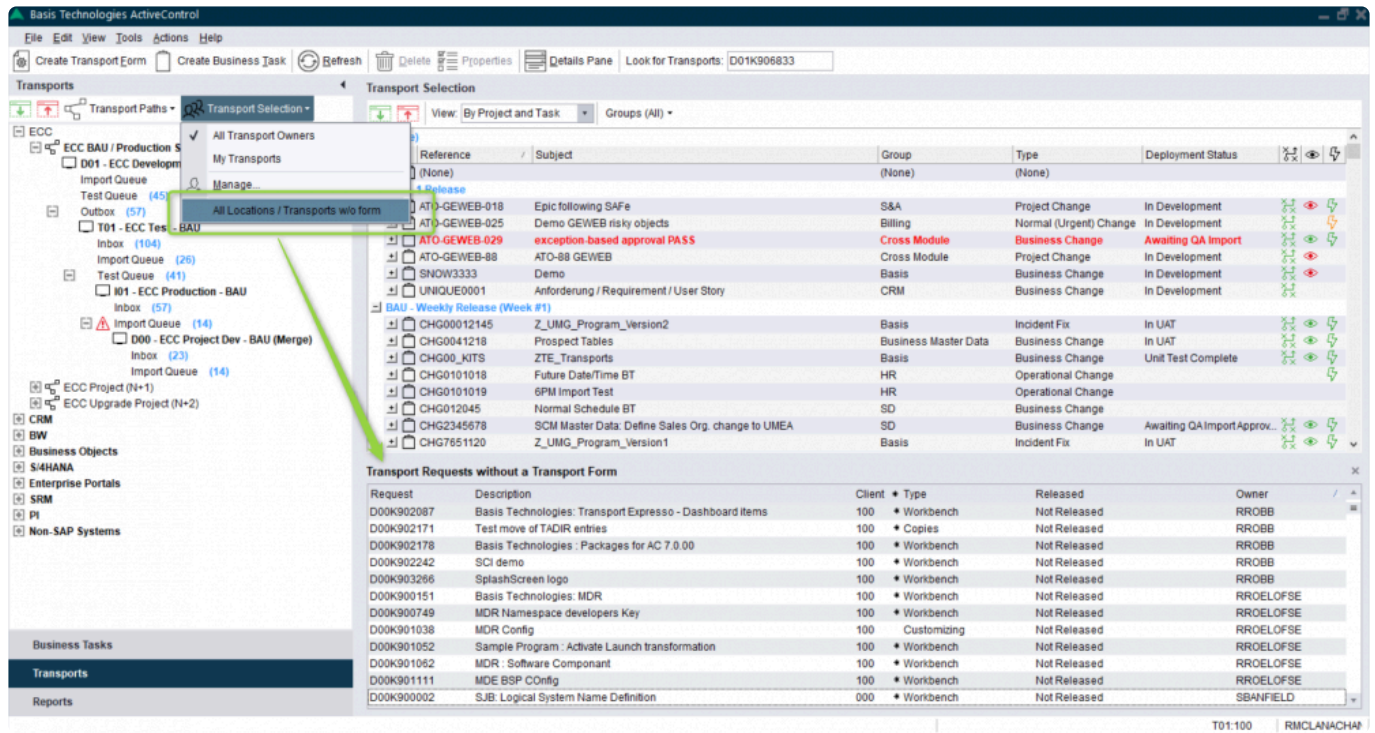 Basis Technologies ActiveControl
File Edit View Tools Actions Help
Create Transport Form Create Business Task Refresh Delete Properties Details Pane Look for Transports: D01K906833
Transports
Transport Paths Transport Selection
All Transport Owners
My Transports
Manage...
All Locations / Transports w/o form
ECC
ECC BAU / Production S
D01 - ECC Developm
Import Queue
Test Queue (45)
Outbox (57)
T01 - ECC Test - BAU
Inbox (104)
Import Queue (26)
Test Queue (41)
I01 - ECC Production - BAU
Inbox (57)
Import Queue (14)
D00 - ECC Project Dev - BAU (Merge)
Inbox (23)
Import Queue (14)
ECC Project (N+1)
ECC Upgrade Project (N+2)
CRM
BW
Business Objects
S/4HANA
Enterprise Portals
SRM
PI
Non-SAP Systems
Business Tasks
Transports
Reports
Transport Selection
View: By Project and Task Groups (All)
Reference Subject Group Type Deployment Status
(None) (None) (None)
1 Release
ATO-GEWEB-018 Epic following SAFe S&A Project Change In Development
ATO-GEWEB-025 Demo GEWEB risky objects Billing Normal (Urgent) Change In Development
ATO-GEWEB-029 exception-based approval PASS Cross Module Business Change Awaiting QA Import
ATO-GEWEB-88 ATO-88 GEWEB Cross Module Project Change In Development
SNOW3333 Demo Basis Business Change In Development
UNIQUE0001 Anforderung / Requirement / User Story CRM Business Change In Development
BAU - Weekly Release (Week #1)
CHG00012145 Z_UMG_Program_Version2 Basis Incident Fix In UAT
CHG0041218 Prospect Tables Business Master Data Business Change In UAT
CHG00_KITS ZTE_Transports Basis Business Change Unit Test Complete
CHG0101018 Future Date/Time BT HR Operational Change
CHG0101019 6PM Import Test HR Operational Change
CHG012045 Normal Schedule BT SD Business Change
CHG2345678 SCM Master Data: Define Sales Org. change to UMEA SD Business Change Awaiting QA Import Approv...
CHG7651120 Z_UMG_Program_Version1 Basis Incident Fix In UAT
Transport Requests without a Transport Form
Request Description Client Type Released Owner
D00K902087 Basis Technologies: Transport Expresso - Dashboard items 100 Workbench Not Released RROBB
D00K902171 Test move of TADIR entries 100 Copies Not Released RROBB
D00K902178 Basis Technologies : Packages for AC 7.0.00 100 Workbench Not Released RROBB
D00K902242 SCI demo 100 Workbench Not Released RROBB
D00K903266 SplashScreen logo 100 Workbench Not Released RROBB
D00K900151 Basis Technologies: MDR 100 Workbench Not Released RROELOFSE
D00K900749 MDR Namespace developers Key 100 Workbench Not Released RROELOFSE
D00K901038 MDR Config 100 Customizing Not Released RROELOFSE
D00K901052 Sample Program : Activate Launch transformation 100 Workbench Not Released RROELOFSE
D00K901062 MDR : Software Componant 100 Workbench Not Released RROELOFSE
D00K901111 MDE BSP COnfig 100 Workbench Not Released RROELOFSE
D00K900002 SJB: Logical System Name Definition 000 Workbench Not Released SBANFIELD
T01:100 RMCLANACHAN